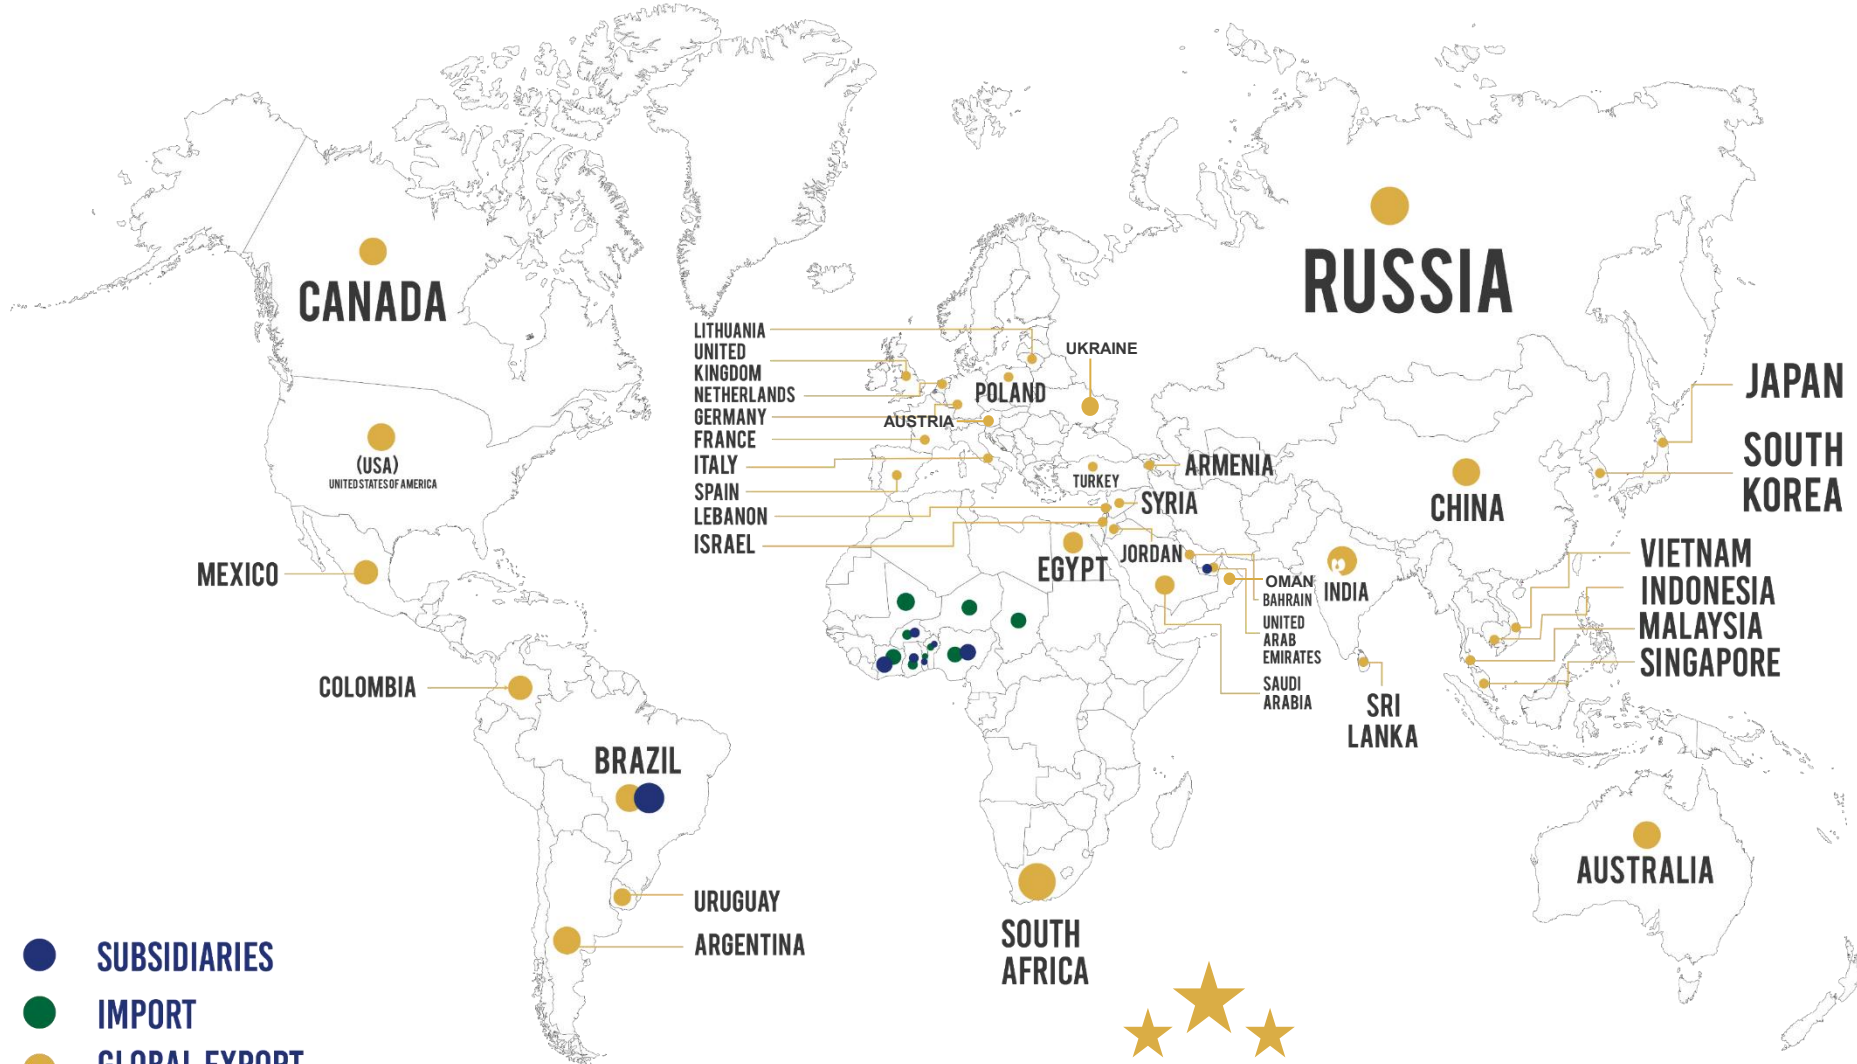 RUSSIA
CANADA
LITHUANIA
UNITED
KINGDOM
NETHERLANDS
GERMANY
FRANCE
ITALY
SPAIN
LEBANON
ISRAEL
UKRAINE
POLAND
AUSTRIA
TURKEY
ARMENIA
SYRIA
JORDAN
EGYPT
JAPAN
SOUTH
KOREA
CHINA
(USA)
UNITED STATES OF AMERICA
MEXICO
OMAN
BAHRAIN
UNITED
ARAB
EMIRATES
SAUDI
ARABIA
INDIA
SRI
LANKA
VIETNAM
INDONESIA
MALAYSIA
SINGAPORE
COLOMBIA
BRAZIL
URUGUAY
ARGENTINA
SOUTH
AFRICA
AUSTRALIA
SUBSIDIARIES
IMPORT
GLOBAL EXPORT